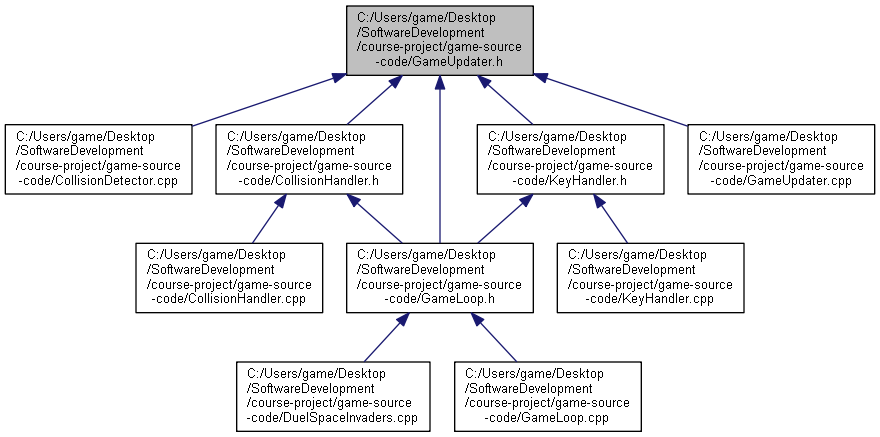 C:/Users/game/Desktop
/SoftwareDevelopment
/course-project/game-source
-code/GameUpdater.h
C:/Users/game/Desktop
/SoftwareDevelopment
/course-project/game-source
-code/CollisionDetector.cpp
C:/Users/game/Desktop
/SoftwareDevelopment
/course-project/game-source
-code/CollisionHandler.h
C:/Users/game/Desktop
/SoftwareDevelopment
/course-project/game-source
-code/KeyHandler.h
C:/Users/game/Desktop
/SoftwareDevelopment
/course-project/game-source
-code/GameUpdater.cpp
C:/Users/game/Desktop
/SoftwareDevelopment
/course-project/game-source
-code/CollisionHandler.cpp
C:/Users/game/Desktop
/SoftwareDevelopment
/course-project/game-source
-code/GameLoop.h
C:/Users/game/Desktop
/SoftwareDevelopment
/course-project/game-source
-code/KeyHandler.cpp
C:/Users/game/Desktop
/SoftwareDevelopment
/course-project/game-source
-code/DuelSpaceInvaders.cpp
C:/Users/game/Desktop
/SoftwareDevelopment
/course-project/game-source
-code/GameLoop.cpp